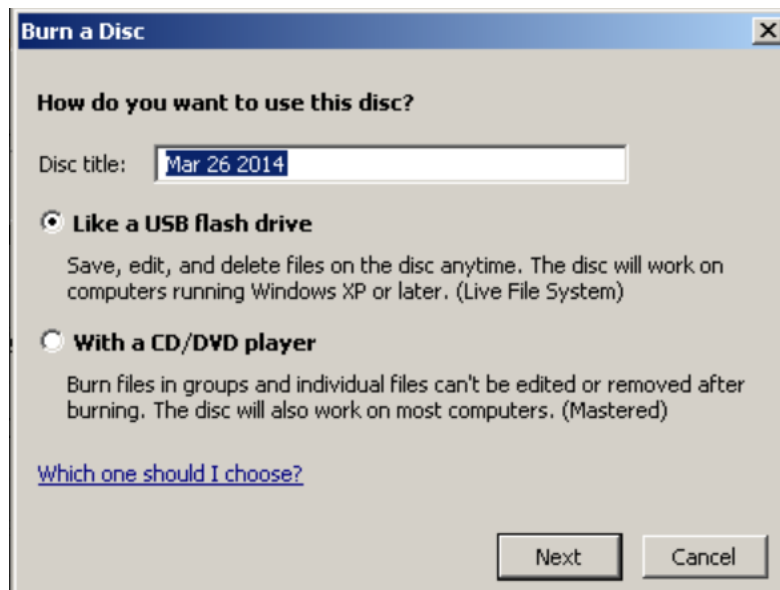 Burn a Disc
How do you want to use this disc?
Disc title: Mar 26 2014
Like a USB flash drive
Save, edit, and delete files on the disc anytime. The disc will work on
computers running Windows XP or later. (Live File System)
With a CD/DVD player
Burn files in groups and individual files can't be edited or removed after
burning. The disc will also work on most computers. (Mastered)
Which one should I choose?
Next Cancel